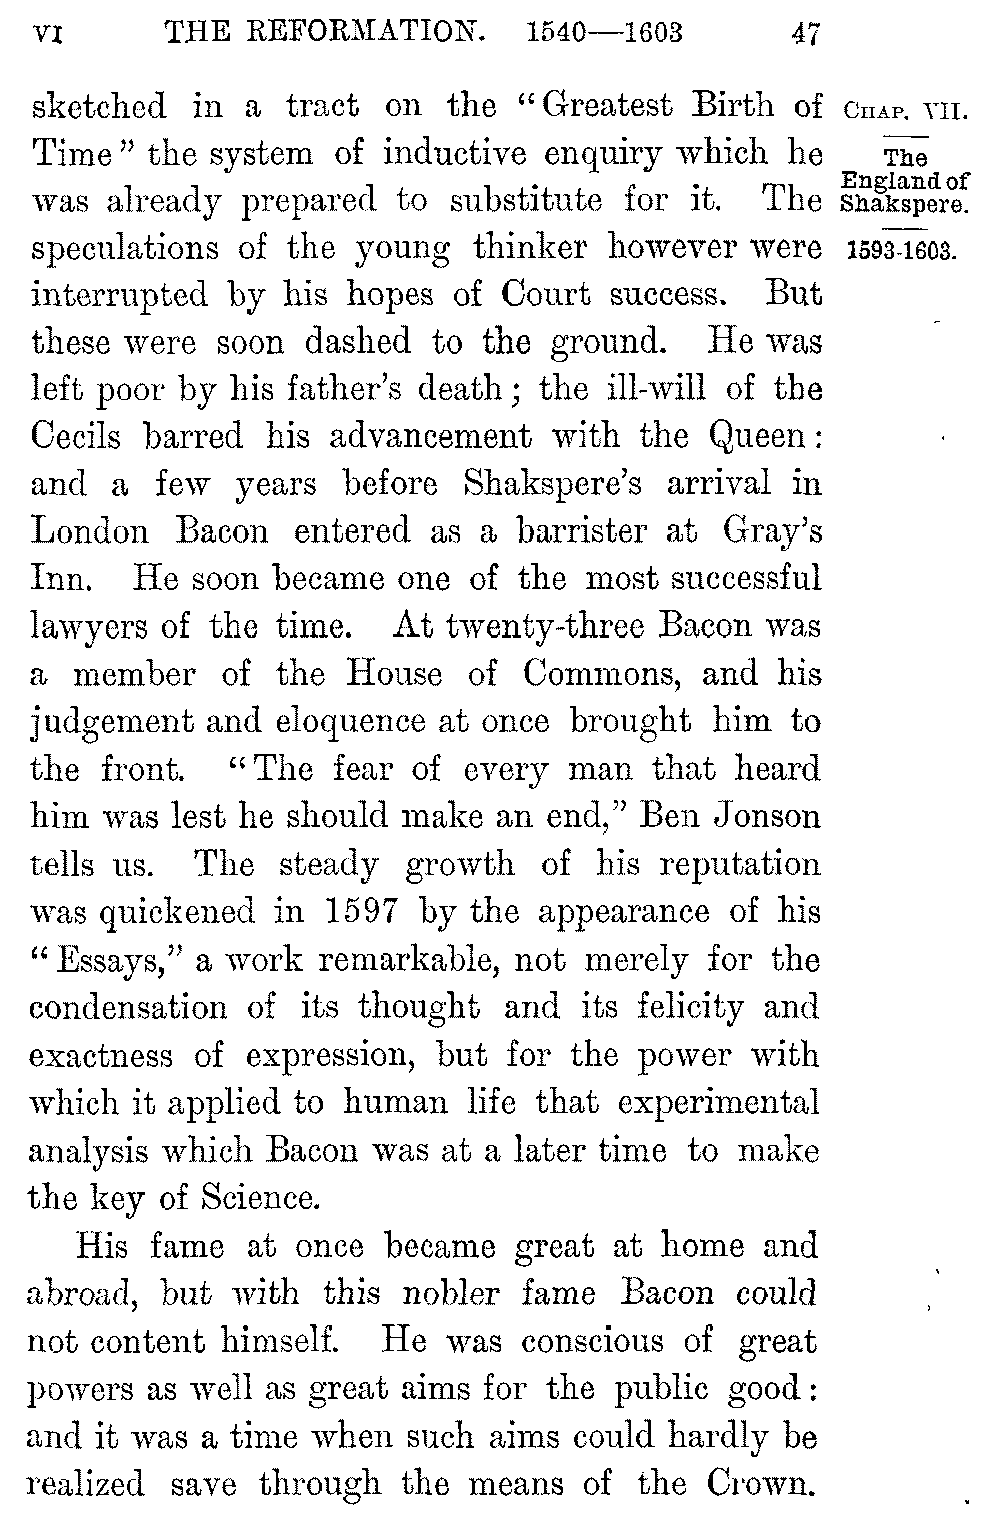 VI THE REFORMATION. 1540—1603 47
sketched in a tract on the “Greatest Birth of
Time” the system of inductive enquiry which he
was already prepared to substitute for it. The
speculations of the young thinker however were
interrupted by his hopes of Court success. But
these were soon dashed to the ground. He was
left poor by his father’s death; the ill-will of the
Cecils barred his advancement with the Queen:
and a few years before Shakspere’s arrival in
London Bacon entered as a barrister at Gray’s
Inn. He soon became one of the most successful
lawyers of the time. At twenty-three Bacon was
a member of the House of Commons, and his
judgement and eloquence at once brought him to
the front. “The fear of every man that heard
him was lest he should make an end,” Ben Jonson
tells us. The steady growth of his reputation
was quickened in 1597 by the appearance of his
“Essays,” a work remarkable, not merely for the
condensation of its thought and its felicity and
exactness of expression, but for the power with
which it applied to human life that experimental
analysis which Bacon was at a later time to make
the key of Science.
His fame at once became great at home and
abroad, but with this nobler fame Bacon could
not content himself. He was conscious of great
powers as well as great aims for the public good:
and it was a time when such aims could hardly be
realized save through the means of the Crown.
CHAP. VII.
The
England of
Shakspere.
1593-1603.